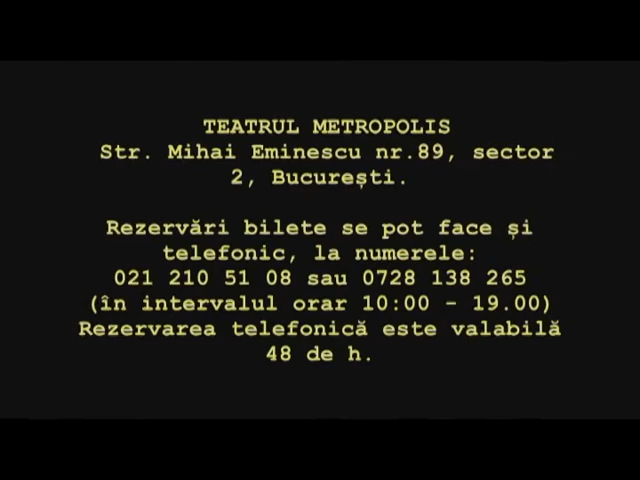 TEATRUL METROPOLIS
Str. Mihai Eminescu nr.89, sector
2, București.
Rezervări bilete se pot face și
telefonic, la numerele:
021 210 51 08 sau 0728 138 265
(în intervalul orar 10:00 - 19.00)
Rezervarea telefonică este valabilă
48 de h.